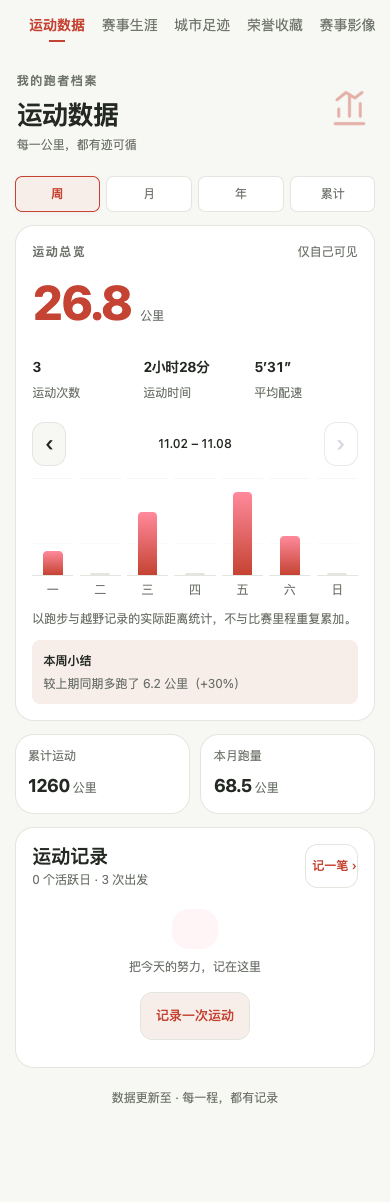 运动数据 赛事生涯 城市足迹 荣誉收藏 赛事影像
我的跑者档案
运动数据
每一公里，都有迹可循
周 月 年 累计
运动总览 仅自己可见
26.8 公里
3 2小时28分 5’31”
运动次数 运动时间 平均配速
‹ 11.02 – 11.08 ›
一 二 三 四 五 六 日
以跑步与越野记录的实际距离统计，不与比赛里程重复累加。
本周小结
较上期同期多跑了 6.2 公里（+30%）
累计运动 本月跑量
1260 公里 68.5 公里
运动记录 记一笔 ›
0 个活跃日 · 3 次出发
把今天的努力，记在这里
记录一次运动
数据更新至 · 每一程，都有记录